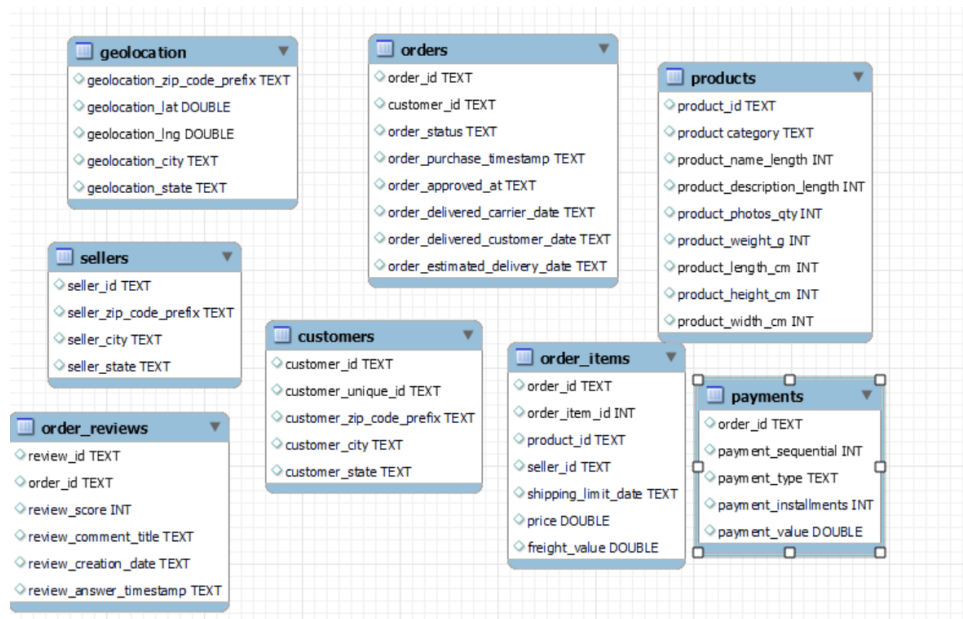 geolocation
geolocation_zip_code_prefix TEXT
geolocation_lat DOUBLE
geolocation_lng DOUBLE
geolocation_city TEXT
geolocation_state TEXT
orders
order_id TEXT
customer_id TEXT
order_status TEXT
order_purchase_timestamp TEXT
order_approved_at TEXT
order_delivered_carrier_date TEXT
order_delivered_customer_date TEXT
order_estimated_delivery_date TEXT
products
product_id TEXT
product category TEXT
product_name_length INT
product_description_length INT
product_photos_qty INT
product_weight_g INT
product_length_cm INT
product_height_cm INT
product_width_cm INT
sellers
seller_id TEXT
seller_zip_code_prefix TEXT
seller_city TEXT
seller_state TEXT
customers
customer_id TEXT
customer_unique_id TEXT
customer_zip_code_prefix TEXT
customer_city TEXT
customer_state TEXT
order_items
order_id TEXT
order_item_id INT
product_id TEXT
seller_id TEXT
shipping_limit_date TEXT
price DOUBLE
freight_value DOUBLE
payments
order_id TEXT
payment_sequential INT
payment_type TEXT
payment_installments INT
payment_value DOUBLE
order_reviews
review_id TEXT
order_id TEXT
review_score INT
review_comment_title TEXT
review_creation_date TEXT
review_answer_timestamp TEXT